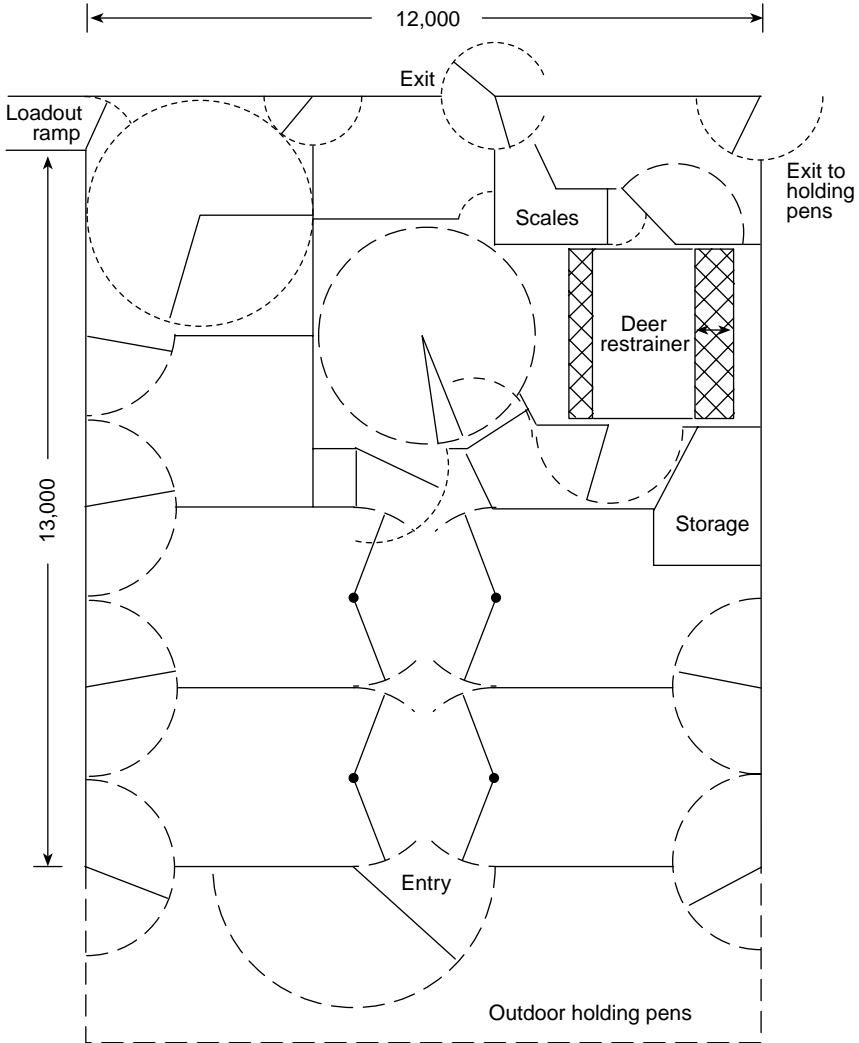 12,000
Exit
Loadout
ramp
Exit to
holding
pens
Scales
Deer
restrainer
13,000
Storage
Entry
Outdoor holding pens